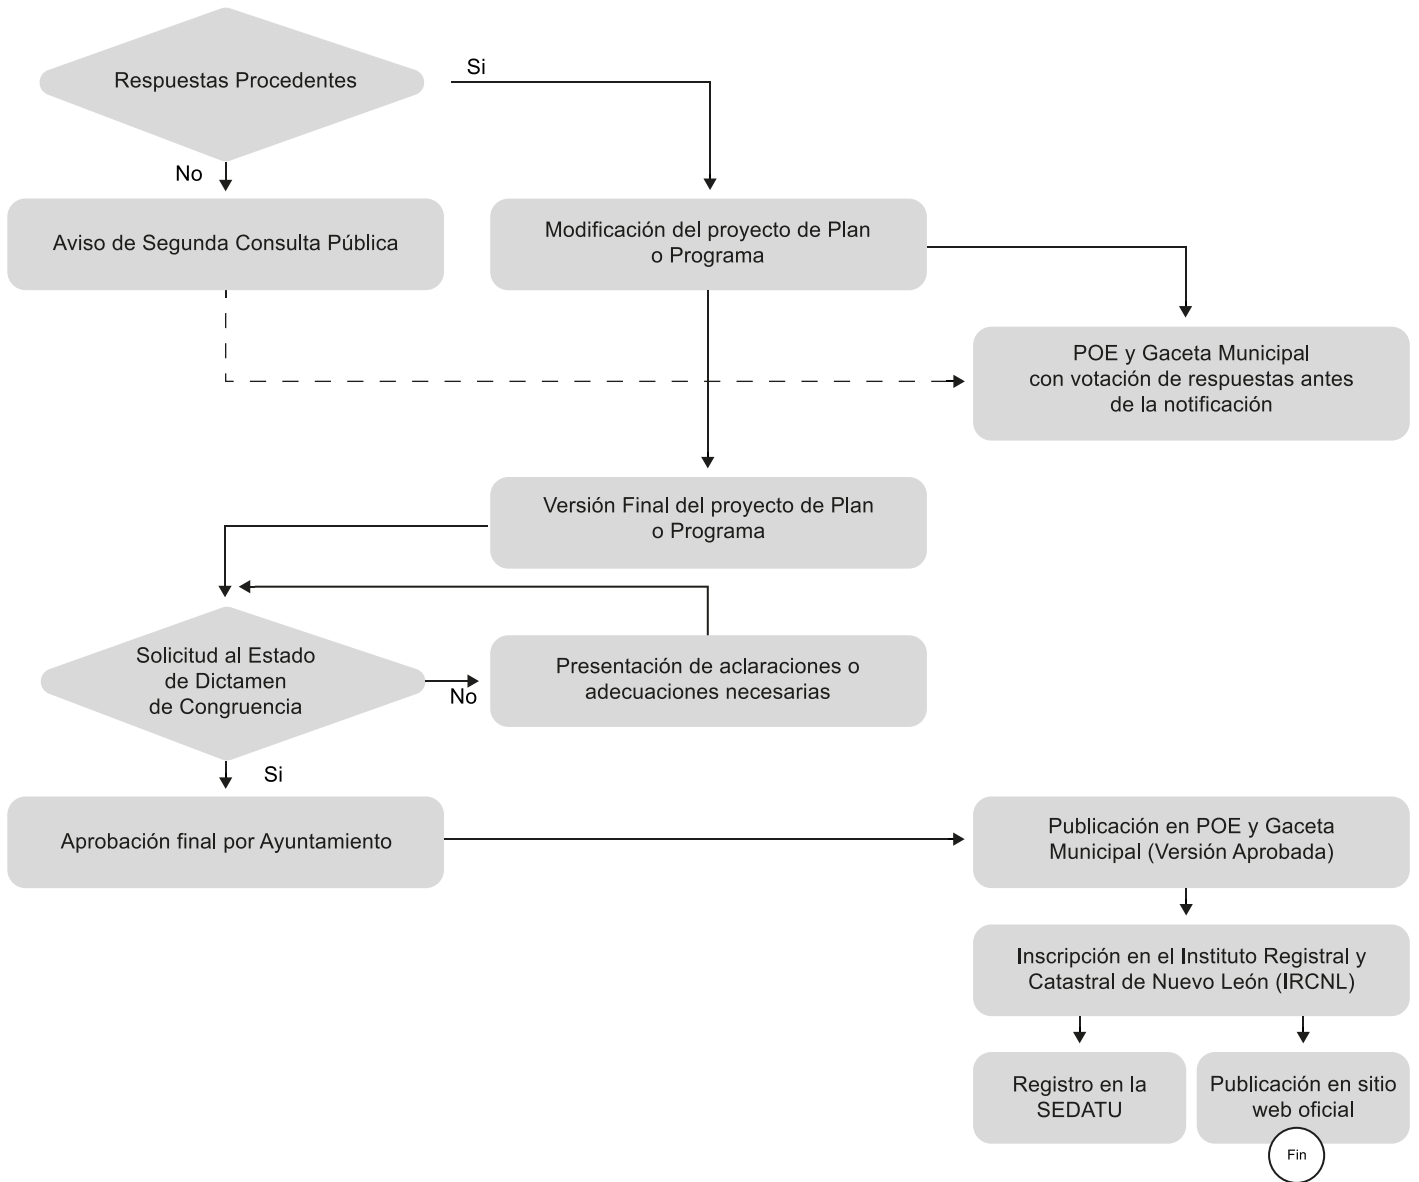 Respuestas Procedentes
Si
No
Aviso de Segunda Consulta Pública
Modificación del proyecto de Plan
o Programa
POE y Gaceta Municipal
con votación de respuestas antes
de la notificación
Versión Final del proyecto de Plan
o Programa
Solicitud al Estado
de Dictamen
de Congruencia
No
Presentación de aclaraciones o
adecuaciones necesarias
Si
Aprobación final por Ayuntamiento
Publicación en POE y Gaceta
Municipal (Versión Aprobada)
Inscripción en el Instituto Registral y
Catastral de Nuevo León (IRCNL)
Registro en la
SEDATU
Publicación en sitio
web oficial
Fin